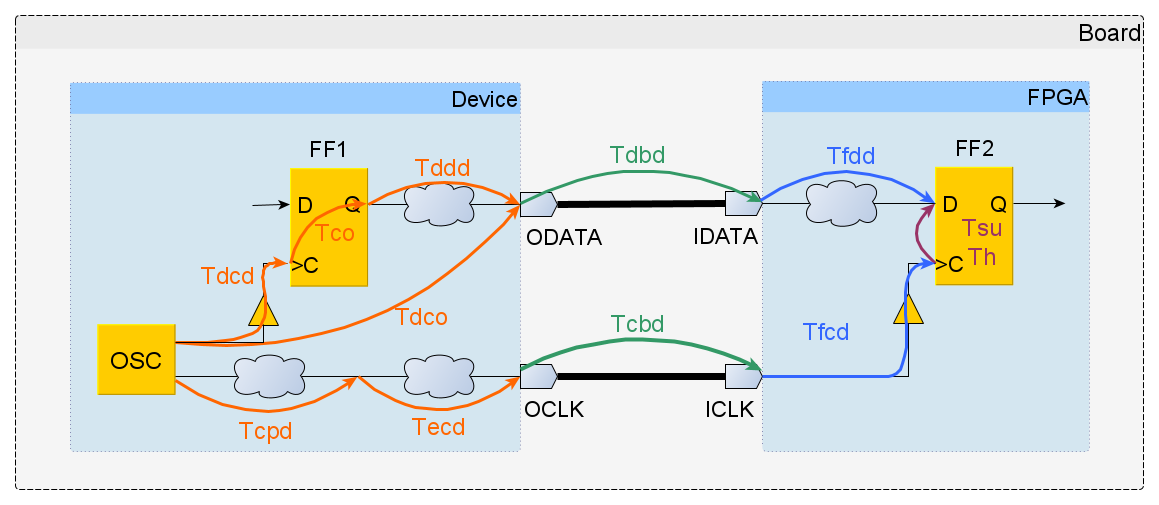 Board
Device
FPGA
FF1
FF2
Tddd
Tdbd
Tfdd
D
Q
D
Q
Tco
Tsu
ODATA
IDATA
>C
Th
>C
Tdcd
Tdco
Tcbd
Tfcd
OSC
OCLK
ICLK
Tcpd
Tecd